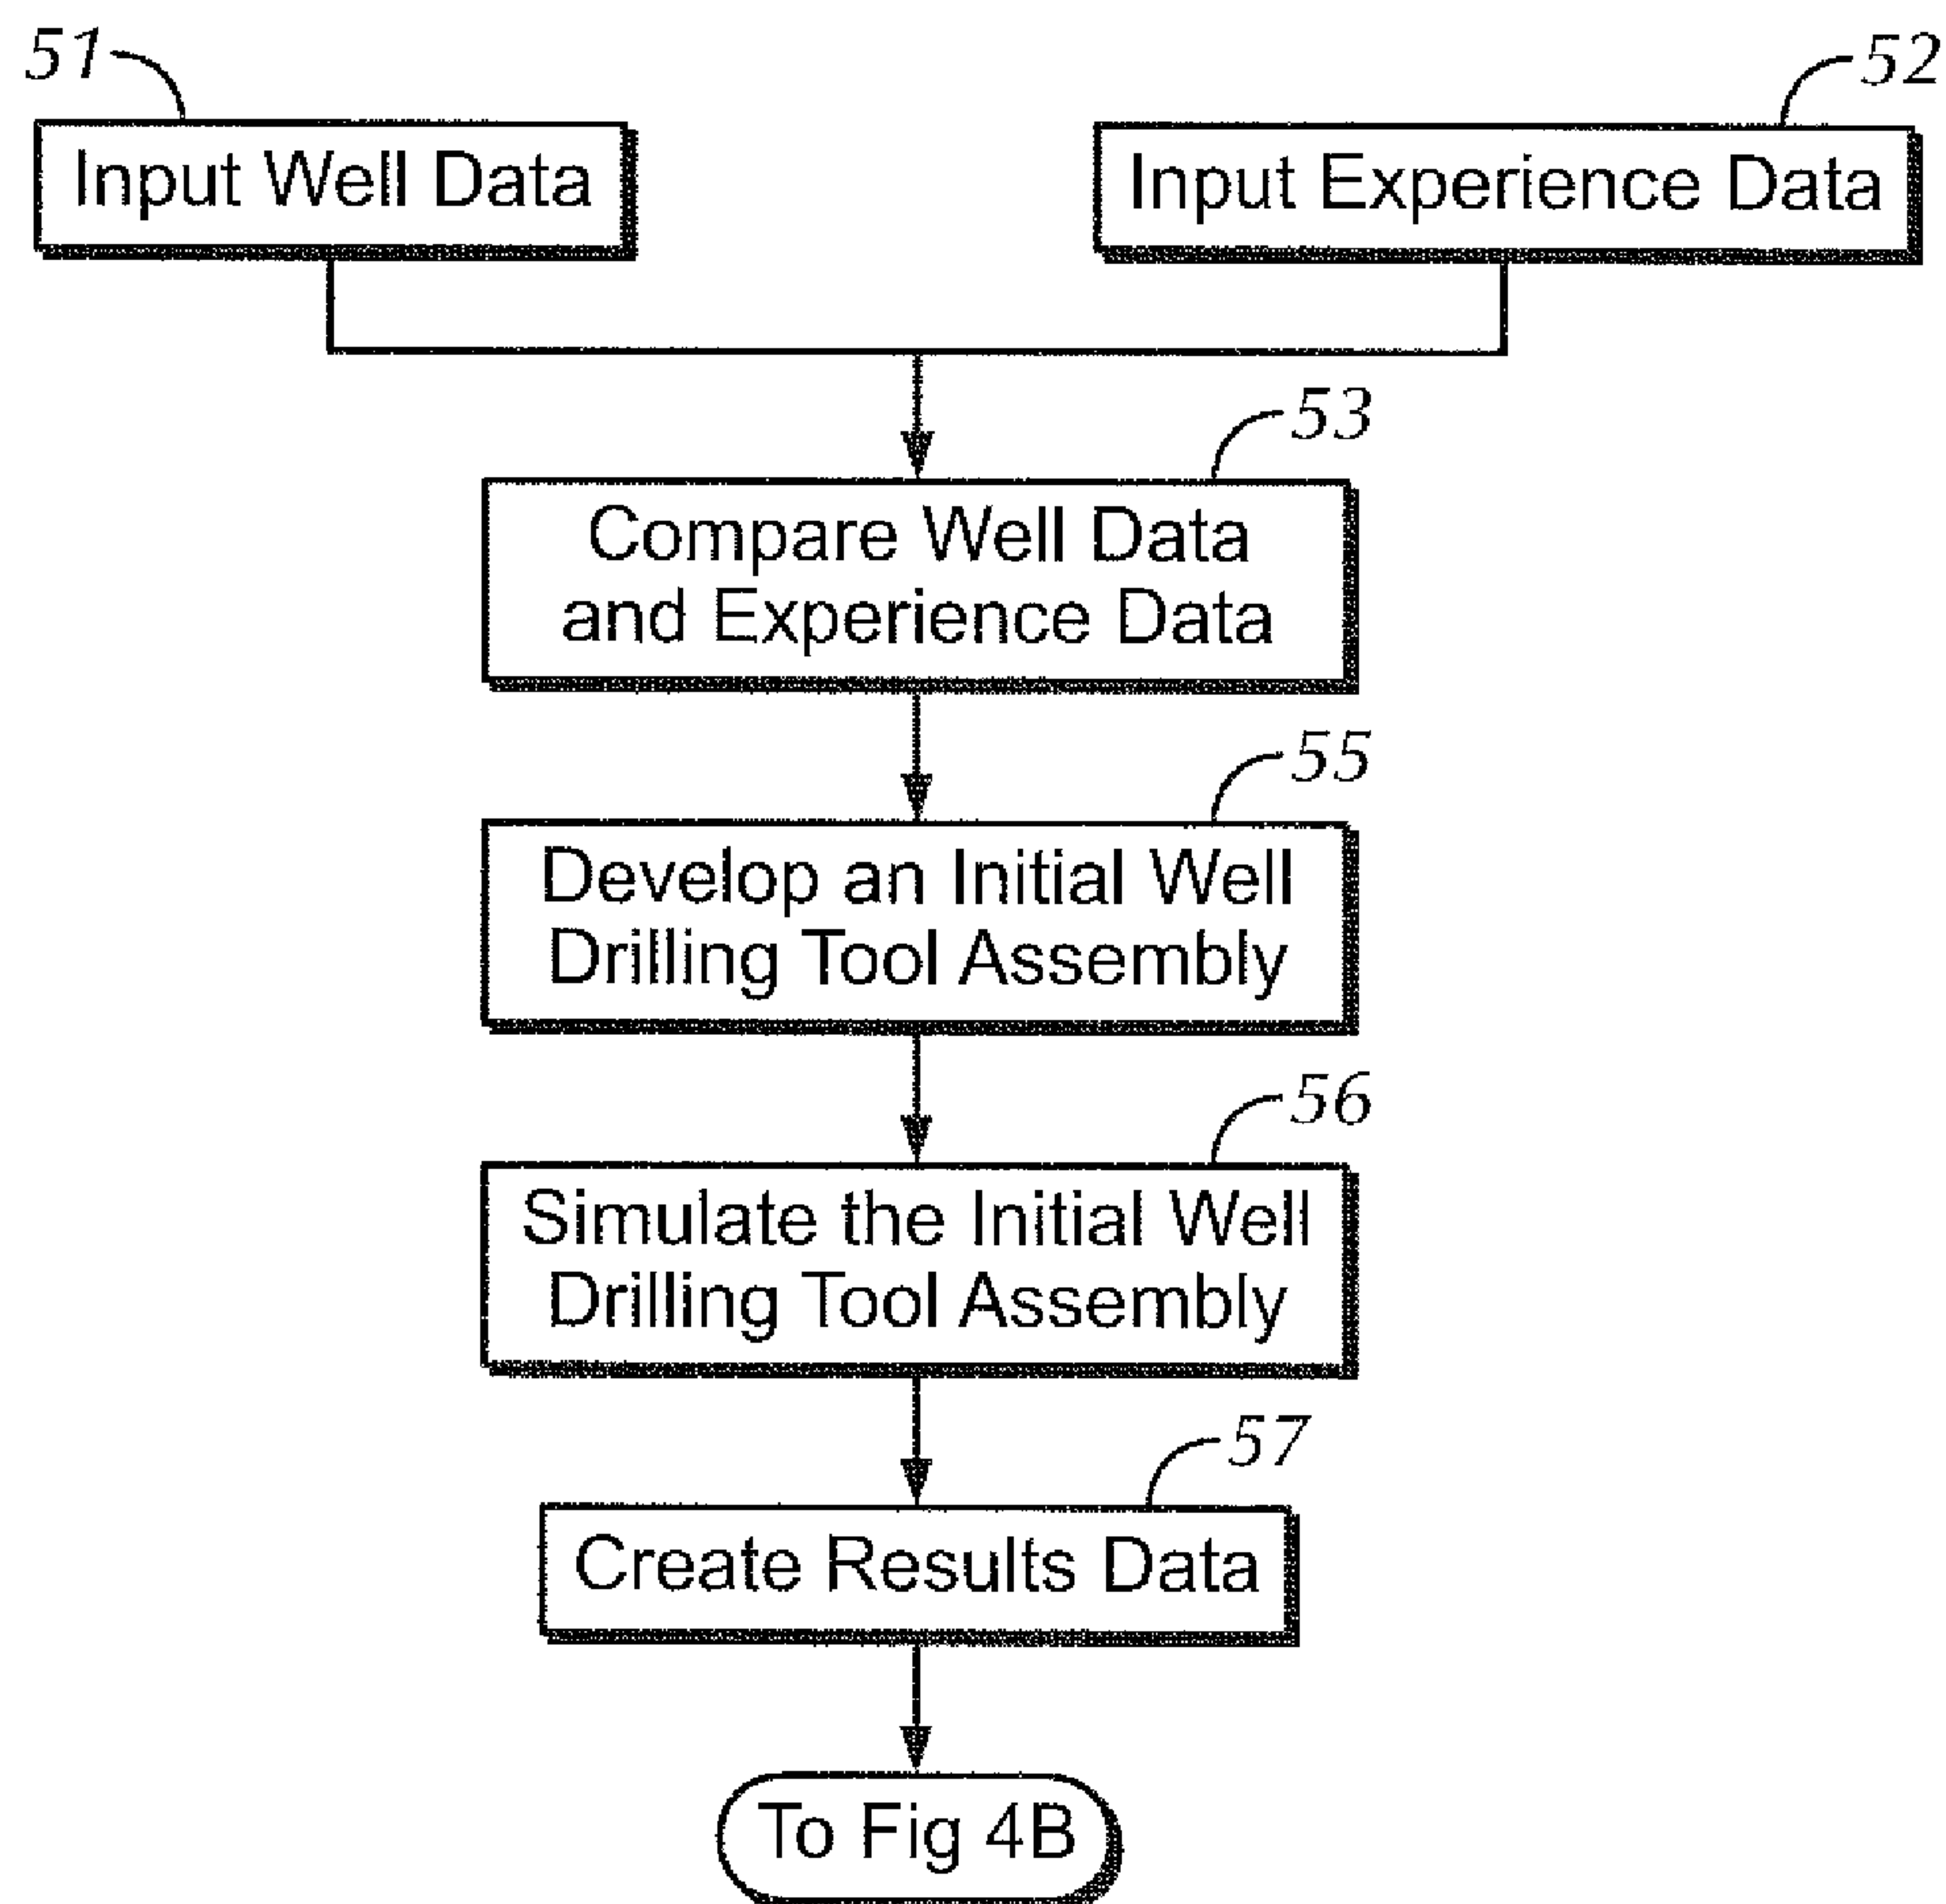 51
52
Input Well Data
Input Experience Data
53
Compare Well Data
and Experience Data
55
Develop an Initial Well
Drilling Tool Assembly
56
Simulate the Initial Well
Drilling Tool Assembly
57
Create Results Data
To Fig 4B